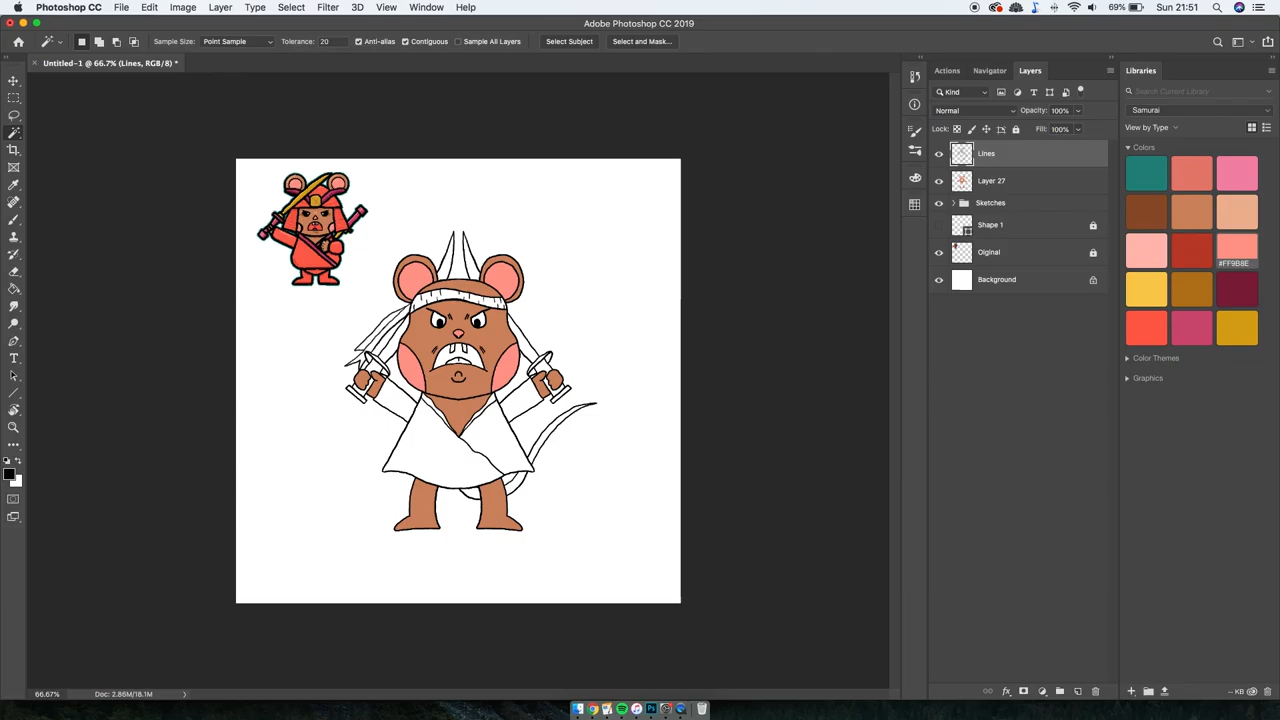 Photoshop CC File Edit Image Layer Type Select Filter 3D View Window Help 69% Sun 21:51
Adobe Photoshop CC 2019
Sample Size: Point Sample Tolerance: 20 Anti-alias Contiguous Sample All Layers Select Subject Select and Mask...
Untitled-1 @ 66.7% (Lines, RGB/8) *
Actions Navigator Layers
Kind
Normal Opacity: 100%
Lock: Fill: 100%
Lines
Layer 27
Sketches
Shape 1
Oiginal
Background
Libraries
Search Current Library
Samurai
View by Type
Colors
#FF9B8E
Color Themes
Graphics
66.67% Doc: 2.86M/18.1M
-- KB